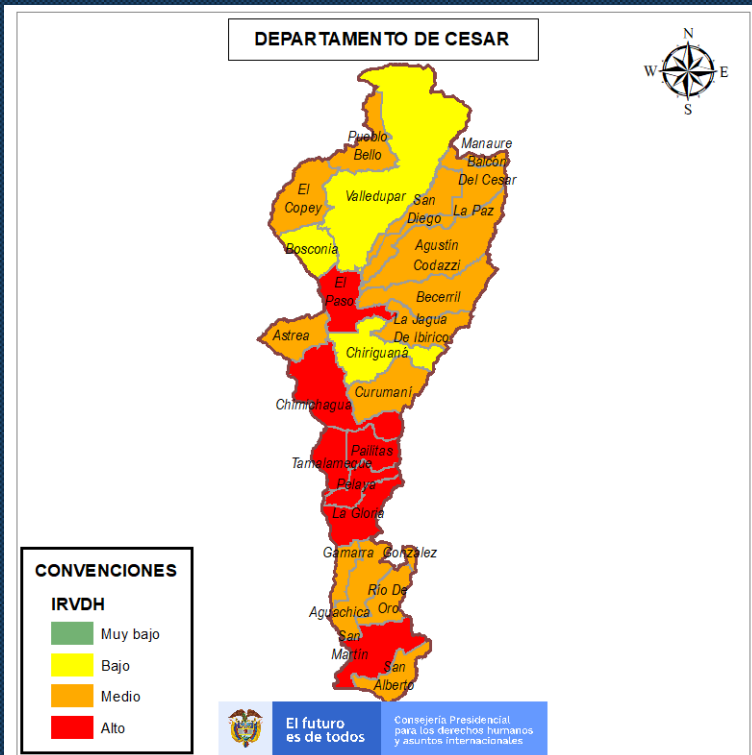 DEPARTAMENTO DE CESAR
N
W
E
S
Pueblo
Bello
Manaure
Balcón
Del Cesar
El
Copey
Valledupar
San
Diego
La Paz
Bosconia
Agustín
Codazzi
El
Paso
Becerril
La Jagua
De Ibirico
Astrea
Chiriguaná
Curumaní
Chimichagua
Pailitas
Tamalameque
Pelaya
La Gloria
Gamarra
González
Río De
Oro
Aguachica
San
Martín
San
Alberto
CONVENCIONES
IRVDH
Muy bajo
Bajo
Medio
Alto
El futuro
es de todos
Consejería Presidencial
para los derechos humanos
y asuntos internacionales